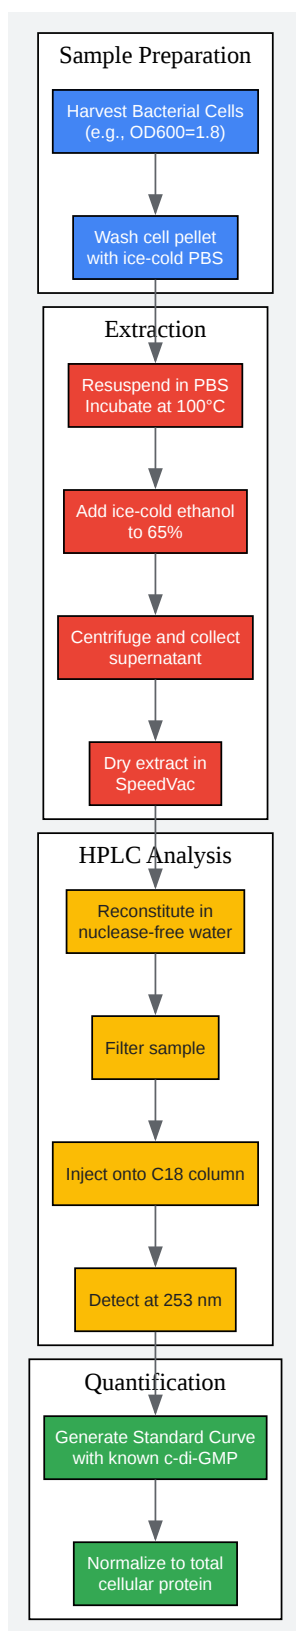 Sample Preparation
Harvest Bacterial Cells
(e.g., OD600=1.8)
Wash cell pellet
with ice-cold PBS
Extraction
Resuspend in PBS
Incubate at 100°C
Add ice-cold ethanol
to 65%
Centrifuge and collect
supernatant
Dry extract in
SpeedVac
HPLC Analysis
Reconstitute in
nuclease-free water
Filter sample
Inject onto C18 column
Detect at 253 nm
Quantification
Generate Standard Curve
with known c-di-GMP
Normalize to total
cellular protein